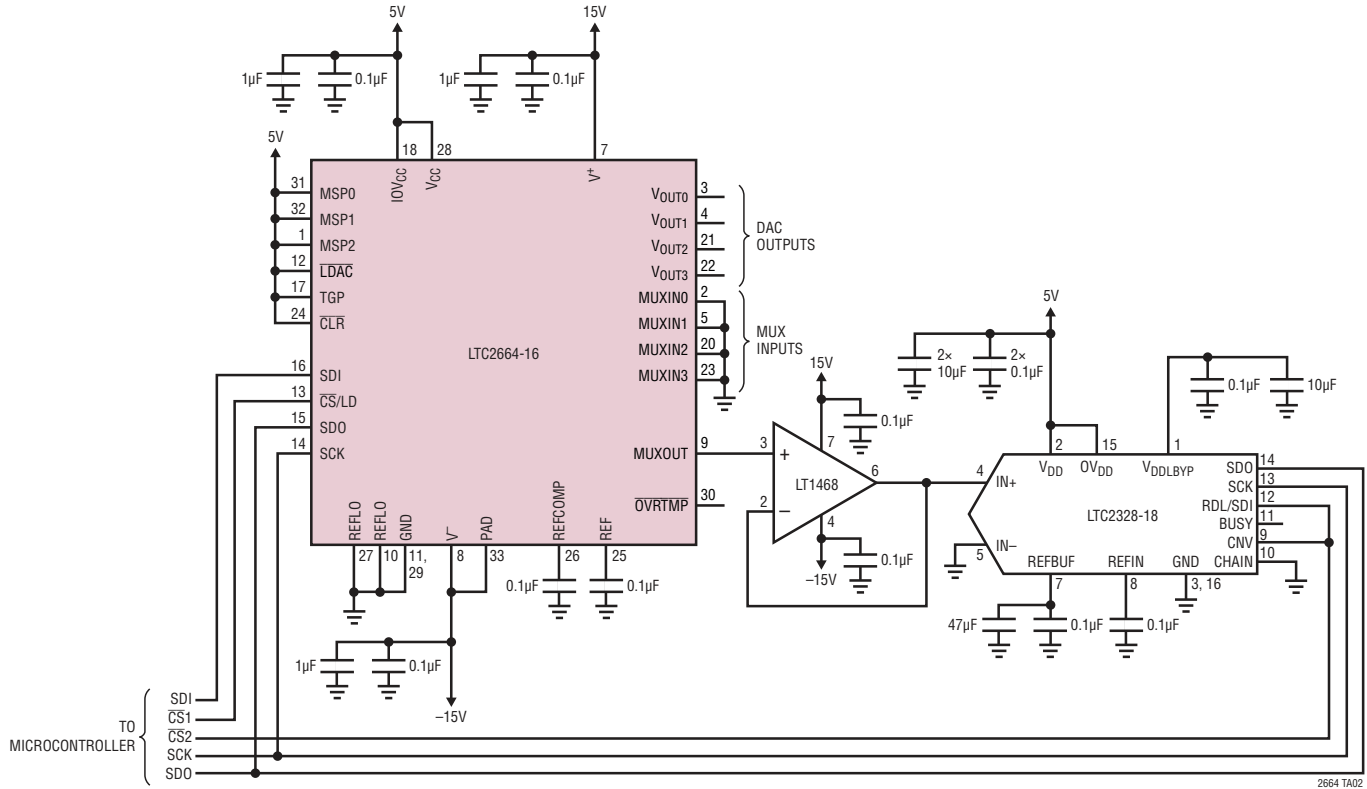 5V
15V
1µF
0.1µF
1µF
0.1µF
5V
18
28
7
IOVCC
VCC
V+
31
MSP0
32
MSP1
1
MSP2
12
LDAC
17
TGP
24
CLR
16
SDI
13
CS/LD
15
SDO
14
SCK
LTC2664-16
VOUT0
3
VOUT1
4
VOUT2
21
VOUT3
22
DAC
OUTPUTS
MUXIN0
2
MUXIN1
5
MUXIN2
20
MUXIN3
23
MUX
INPUTS
MUXOUT
9
OVRTMP
30
REFLO
REFLO
GND
V–
PAD
REFCOMP
REF
27
10
11,
29
8
33
26
25
0.1µF
0.1µF
1µF
0.1µF
–15V
15V
0.1µF
3
+
7
LT1468
6
2
–
4
0.1µF
–15V
5V
2×
10µF
2×
0.1µF
0.1µF
10µF
2
15
1
VDD
OVDD
VDDLBYP
4
IN+
LTC2328-18
IN–
5
SDO
14
SCK
13
RDL/SDI
12
BUSY
11
CNV
9
CHAIN
10
REFBUF
REFIN
GND
7
8
3, 16
47µF
0.1µF
0.1µF
TO
MICROCONTROLLER
SDI
CS1
CS2
SCK
SDO
2664 TA02